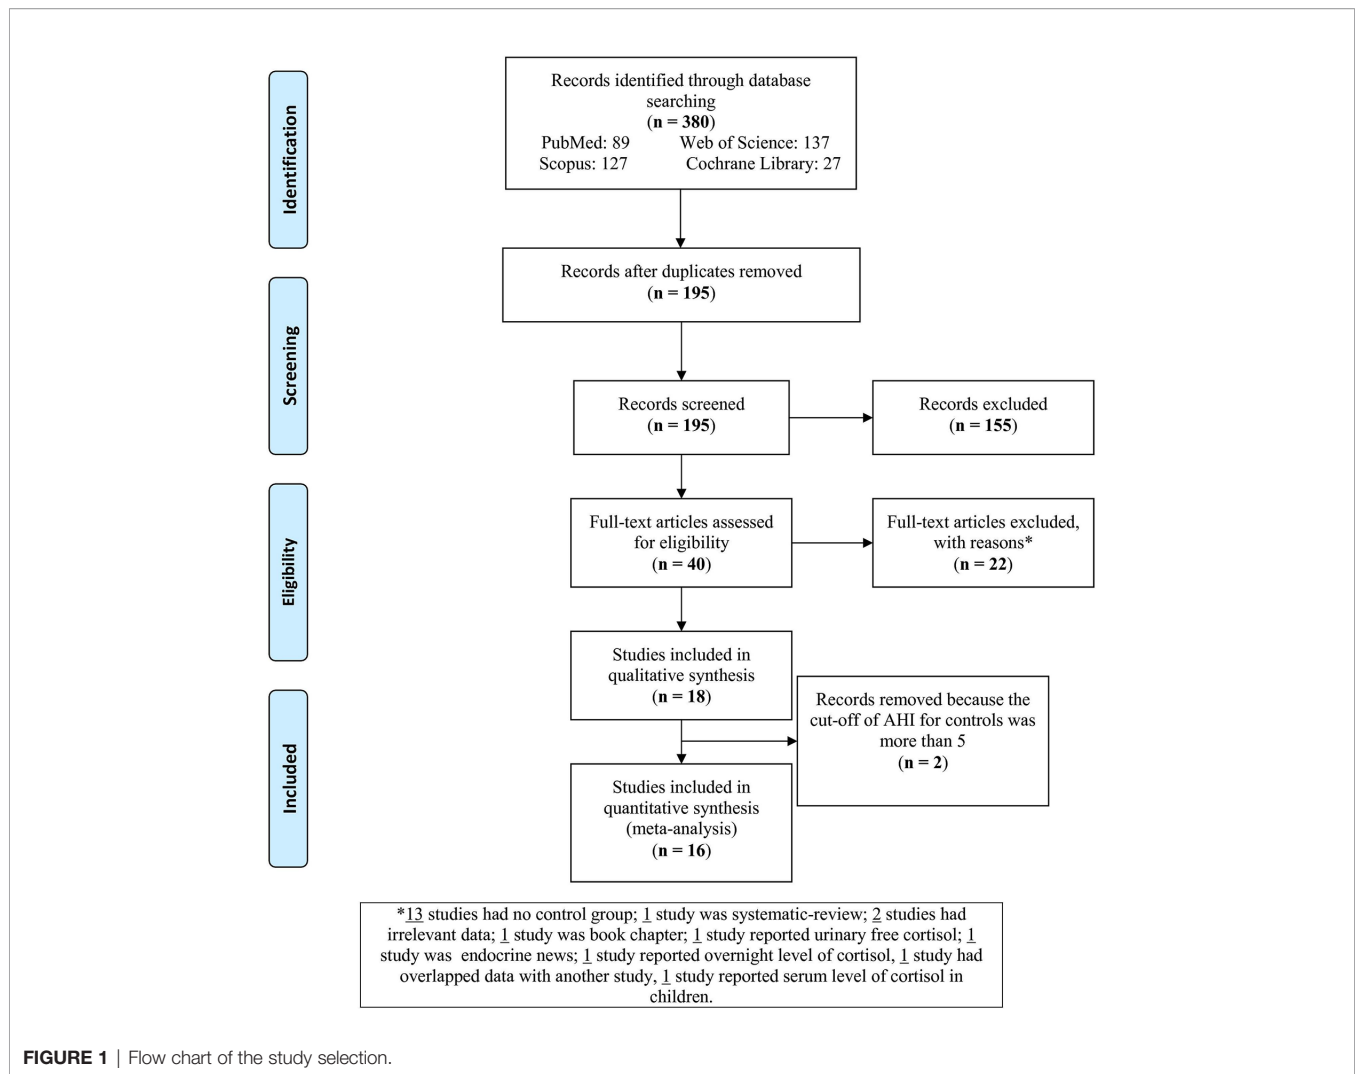 Identification
Records identified through database
searching
(n = 380)
PubMed: 89 Web of Science: 137
Scopus: 127 Cochrane Library: 27
Records after duplicates removed
(n = 195)
Screening
Records screened
(n = 195)
Records excluded
(n = 155)
Eligibility
Full-text articles assessed
for eligibility
(n = 40)
Full-text articles excluded,
with reasons*
(n = 22)
Studies included in
qualitative synthesis
(n = 18)
Included
Records removed because the
cut-off of AHI for controls was
more than 5
(n = 2)
Studies included in
quantitative synthesis
(meta-analysis)
(n = 16)
*13 studies had no control group; 1 study was systematic-review; 2 studies had
irrelevant data; 1 study was book chapter; 1 study reported urinary free cortisol; 1
study was endocrine news; 1 study reported overnight level of cortisol, 1 study had
overlapped data with another study, 1 study reported serum level of cortisol in
children.
FIGURE 1 | Flow chart of the study selection.